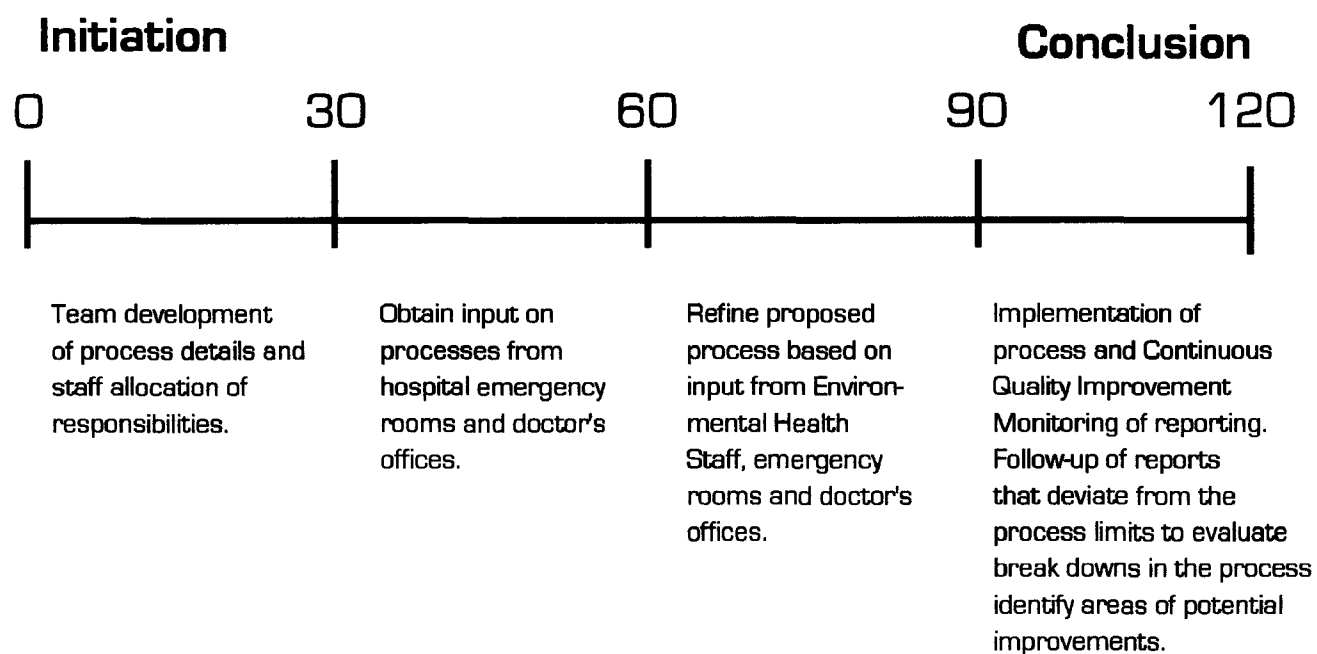 Initiation
Conclusion
0 30 60 90 120
Team development
of process details and
staff allocation of
responsibilities.
Obtain input on
processes from
hospital emergency
rooms and doctor's
offices.
Refine proposed
process based on
input from Environ-
mental Health
Staff, emergency
rooms and doctor's
offices.
Implementation of
process and Continuous
Quality Improvement
Monitoring of reporting.
Follow-up of reports
that deviate from the
process limits to evaluate
break downs in the process
identify areas of potential
improvements.